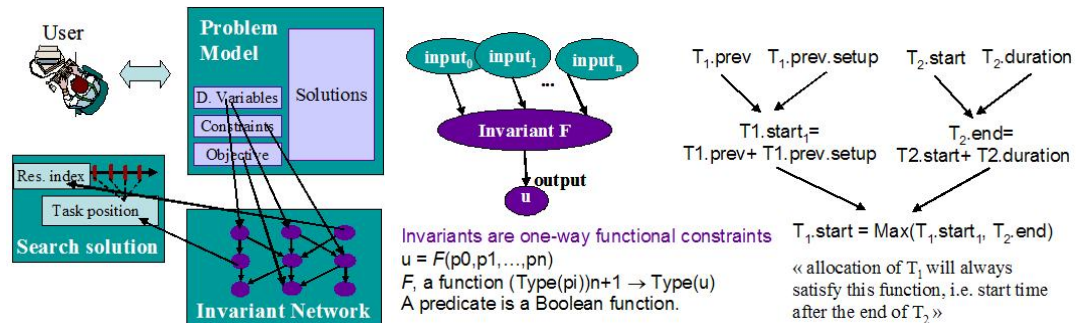 User
Problem
Model
D. Variables
Constraints
Objective
Solutions
Res. index
Task position
Search solution
Invariant Network
input0
input1
...
inputn
Invariant F
output
u
Invariants are one-way functional constraints
u = F(p0,p1,…,pn)
F, a function (Type(pi))n+1 → Type(u)
A predicate is a Boolean function.
T1.prev T1.prev.setup
T2.start T2.duration
T1.start1=
T1.prev+ T1.prev.setup
T2.end=
T2.start+ T2.duration
T1.start = Max(T1.start1, T2.end)
« allocation of T1 will always
satisfy this function, i.e. start time
after the end of T2 »